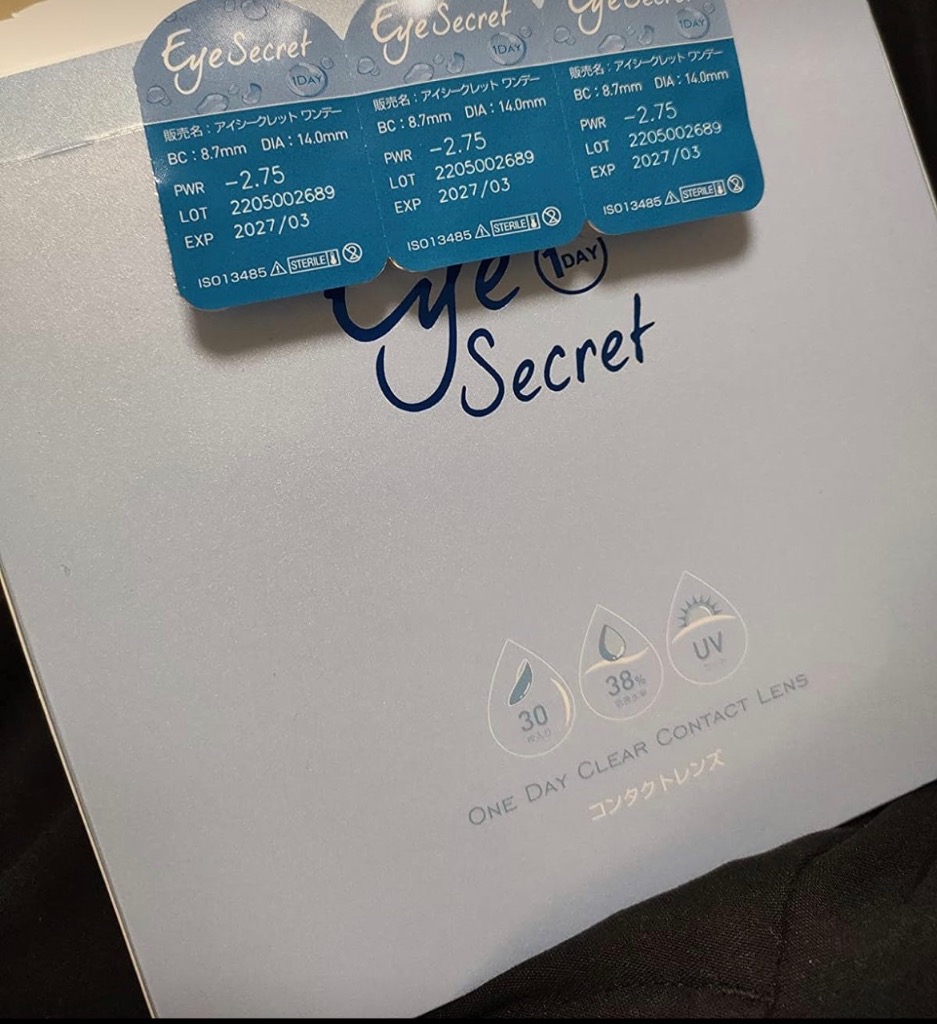 Eye Secret
1DAY
販売名：アイシークレット ワンデー
BC：8.7mm DIA：14.0mm
PWR -2.75
LOT 2205002689
EXP 2027/03
ISO13485 STERILE
Eye Secret
1DAY
販売名：アイシークレット ワンデー
BC：8.7mm DIA：14.0mm
PWR -2.75
LOT 2205002689
EXP 2027/03
ISO13485 STERILE
Eye Secret
1DAY
販売名：アイシークレット ワンデー
BC：8.7mm DIA：14.0mm
PWR -2.75
LOT 2205002689
EXP 2027/03
ISO13485 STERILE
Eye 1DAY
Secret
30
枚入り
38%
UV
ONE DAY CLEAR CONTACT LENS
コンタクトレンズ